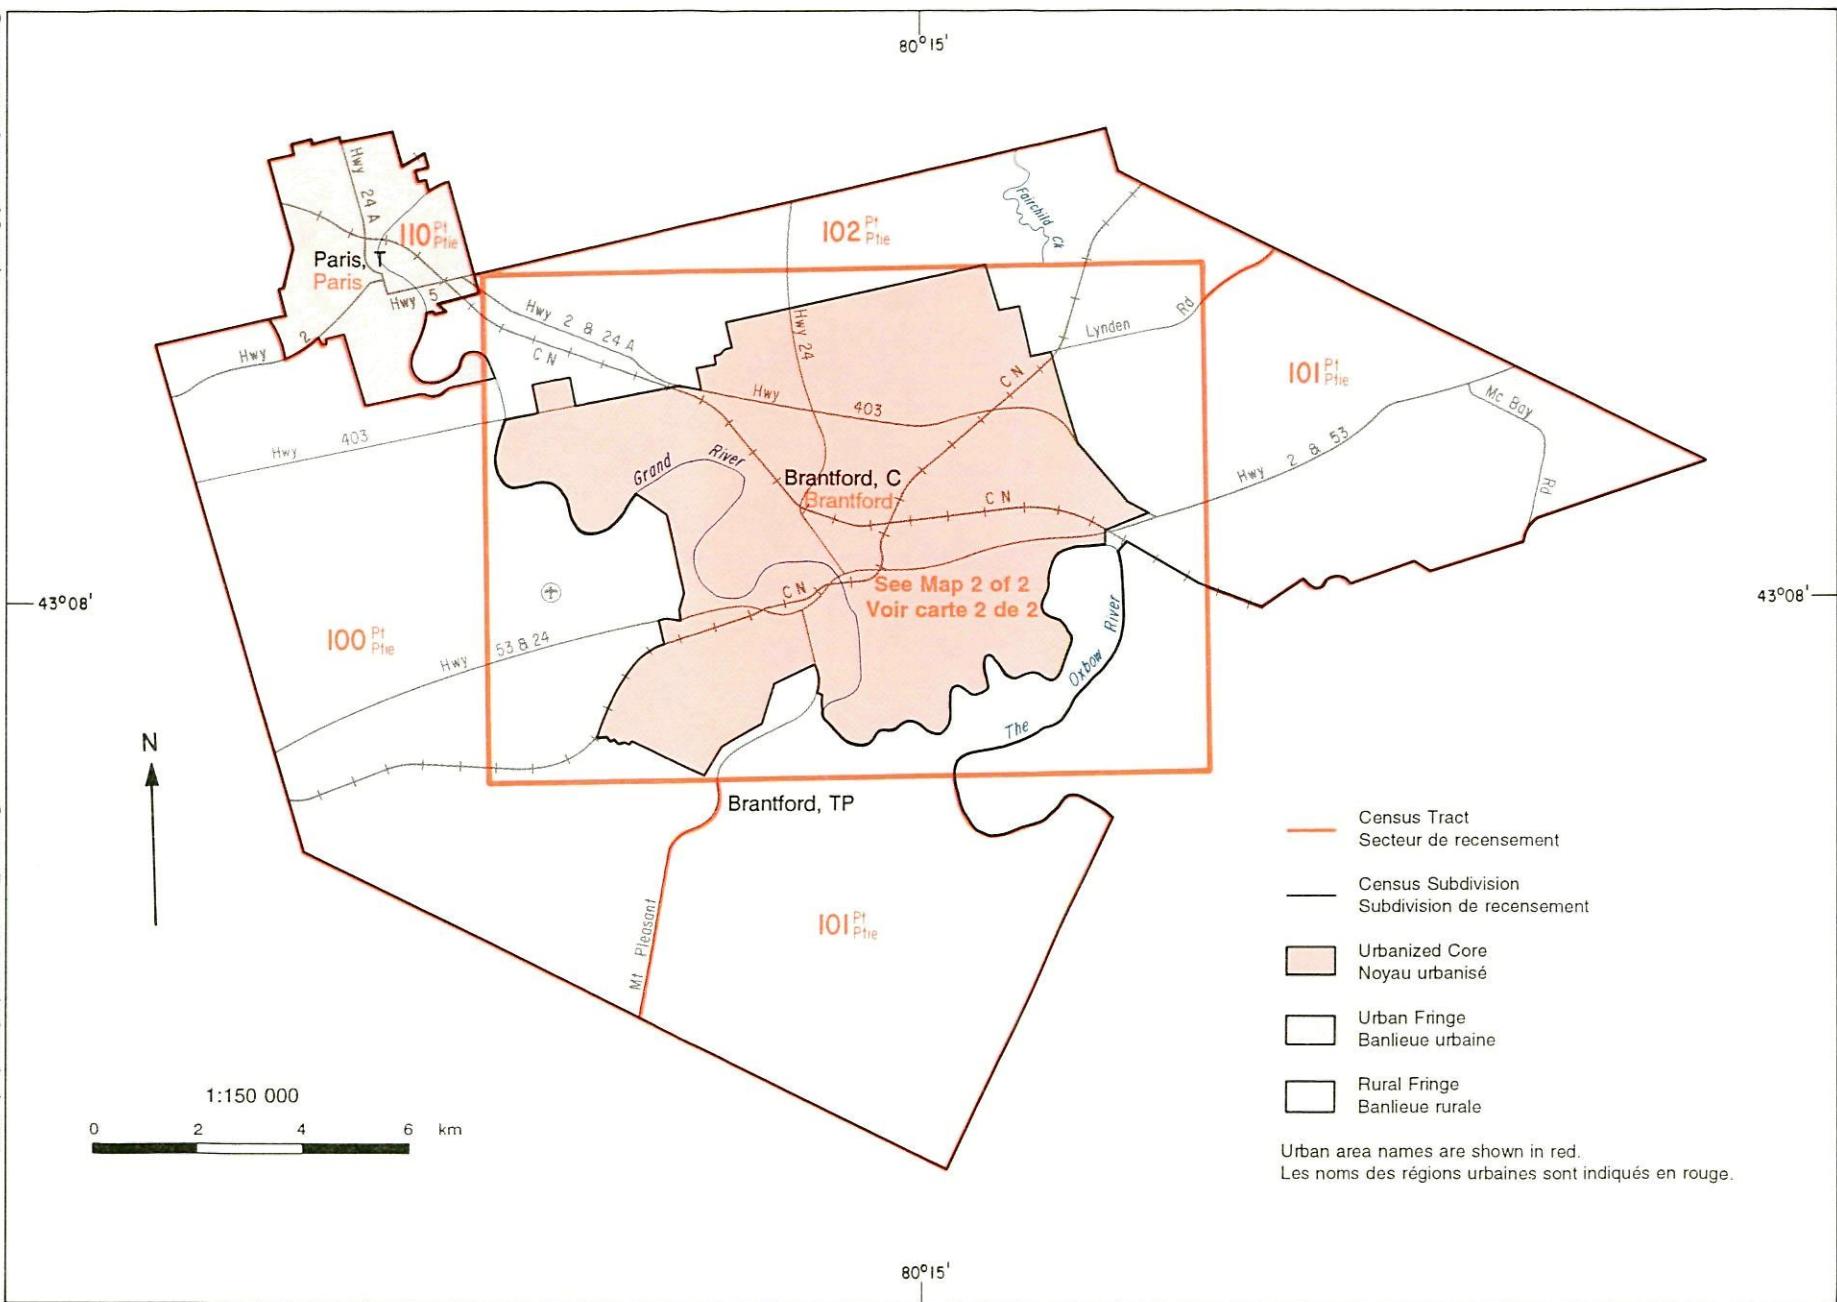 80°15'
Hwy 24 A
110 Pt
Ptie
Paris, T
Paris
Hwy 5
Hwy 2
102 Pt
Ptie
Fairchild Ck
Hwy 2 & 24 A
CN
Hwy 24
Lynden Rd
101 Pt
Ptie
Mc Bay Rd
Hwy 403
CN
Hwy 403
Hwy 2 & 53
Grand River
Brantford, C
Brantford
CN
See Map 2 of 2
Voir carte 2 de 2
CN
43°08'
43°08'
100 Pt
Ptie
Hwy 53 & 24
The Oxbow River
N
Brantford, TP
Mt Pleasant
101 Pt
Ptie
Census Tract
Secteur de recensement
Census Subdivision
Subdivision de recensement
Urbanized Core
Noyau urbanisé
Urban Fringe
Banlieue urbaine
Rural Fringe
Banlieue rurale
Urban area names are shown in red.
Les noms des régions urbaines sont indiqués en rouge.
1:150 000
0 2 4 6 km
80°15'